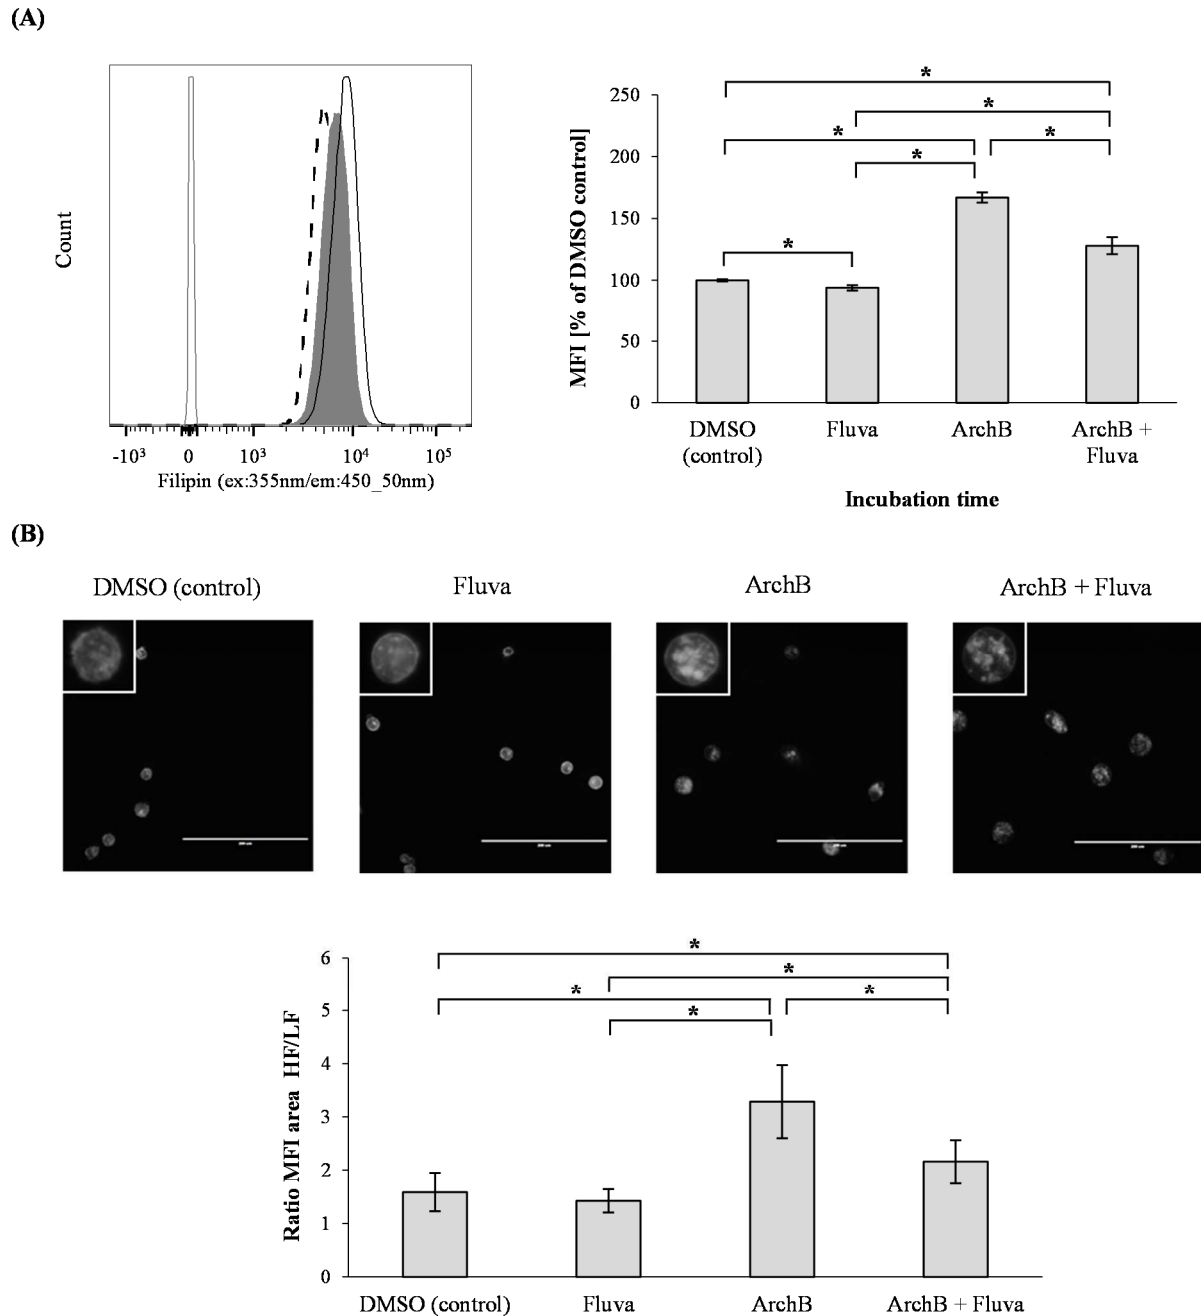 (A)
Count
-10³ 0 10³ 10⁴ 10⁵
Filipin (ex:355nm/em:450_50nm)
MFI [% of DMSO control]
250
200
150
100
50
0
*
*
*
*
*
*
DMSO
(control)
Fluva
ArchB
ArchB +
Fluva
Incubation time
(B)
DMSO (control)
Fluva
ArchB
ArchB + Fluva
Ratio MFI area HF/LF
6
5
4
3
2
1
0
*
*
*
*
*
DMSO (control)
Fluva
ArchB
ArchB + Fluva